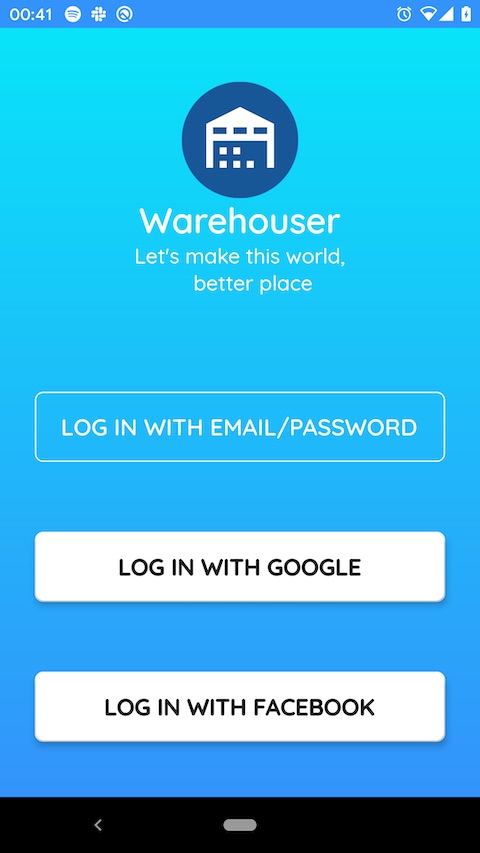 00:41
Warehouser
Let's make this world,
better place
LOG IN WITH EMAIL/PASSWORD
LOG IN WITH GOOGLE
LOG IN WITH FACEBOOK